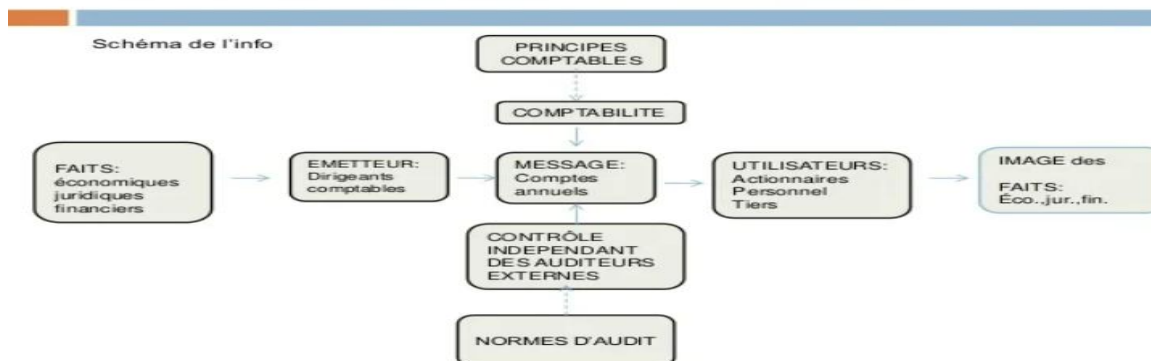 Schéma de l'info
PRINCIPES
COMPTABLES
COMPTABILITE
FAITS:
économiques
juridiques
financiers
EMETTEUR:
Dirigeants
comptables
MESSAGE:
Comptes
annuels
UTILISATEURS:
Actionnaires
Personnel
Tiers
IMAGE des
FAITS:
Éco.,jur.,fin.
CONTRÔLE
INDEPENDANT
DES AUDITEURS
EXTERNES
NORMES D'AUDIT